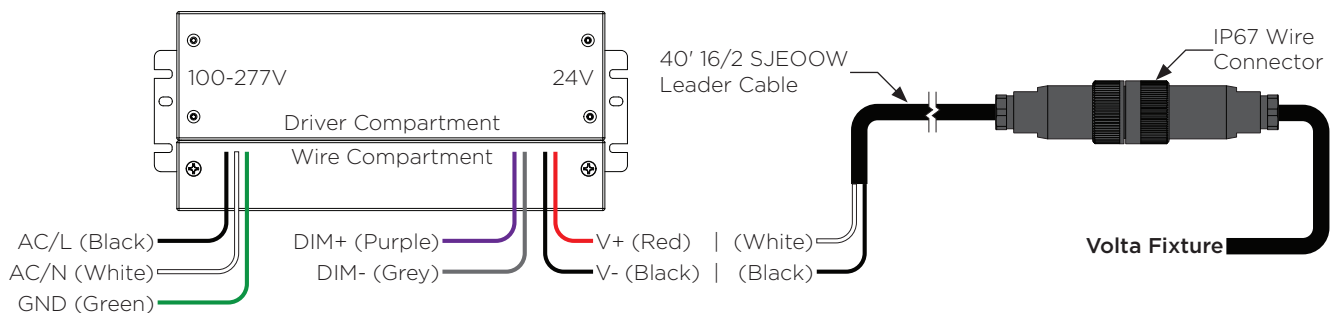 100-277V
24V
Driver Compartment
Wire Compartment
40' 16/2 SJEOOW
Leader Cable
IP67 Wire
Connector
AC/L (Black)
AC/N (White)
GND (Green)
DIM+ (Purple)
DIM- (Grey)
V+ (Red) | (White)
V- (Black) | (Black)
Volta Fixture